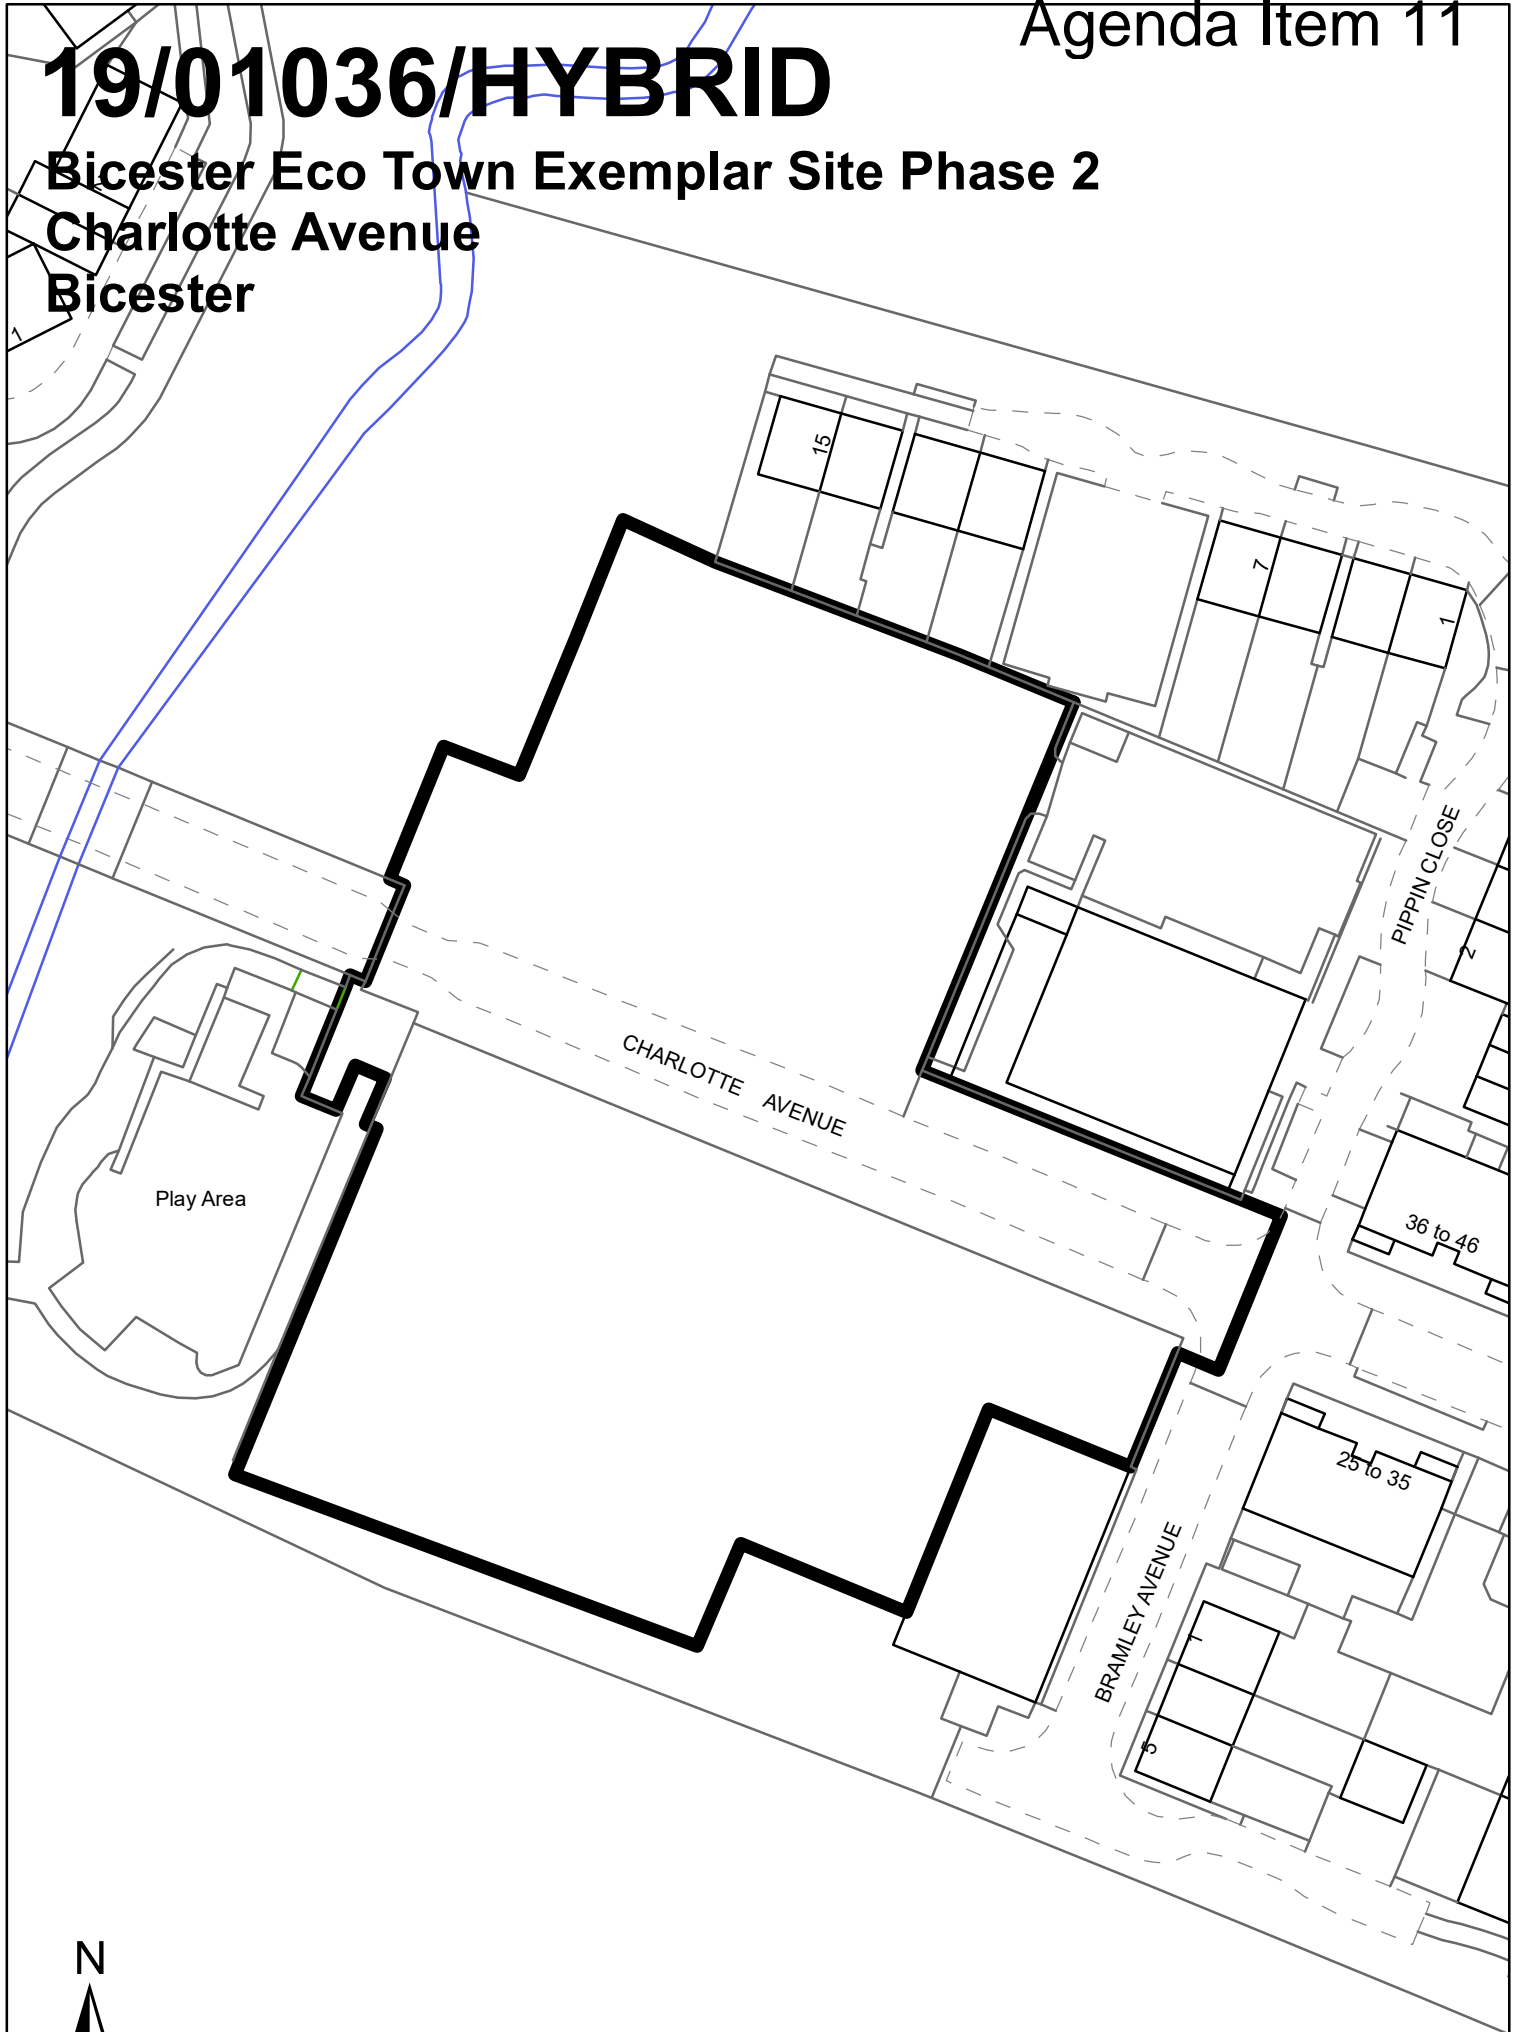 Agenda Item 11
19/01036/HYBRID
Bicester Eco Town Exemplar Site Phase 2
Charlotte Avenue
Bicester
1
15
7
1
PIPPIN CLOSE
2
CHARLOTTE AVENUE
Play Area
36 to 46
25 to 35
BRAMLEY AVENUE
1
5
N